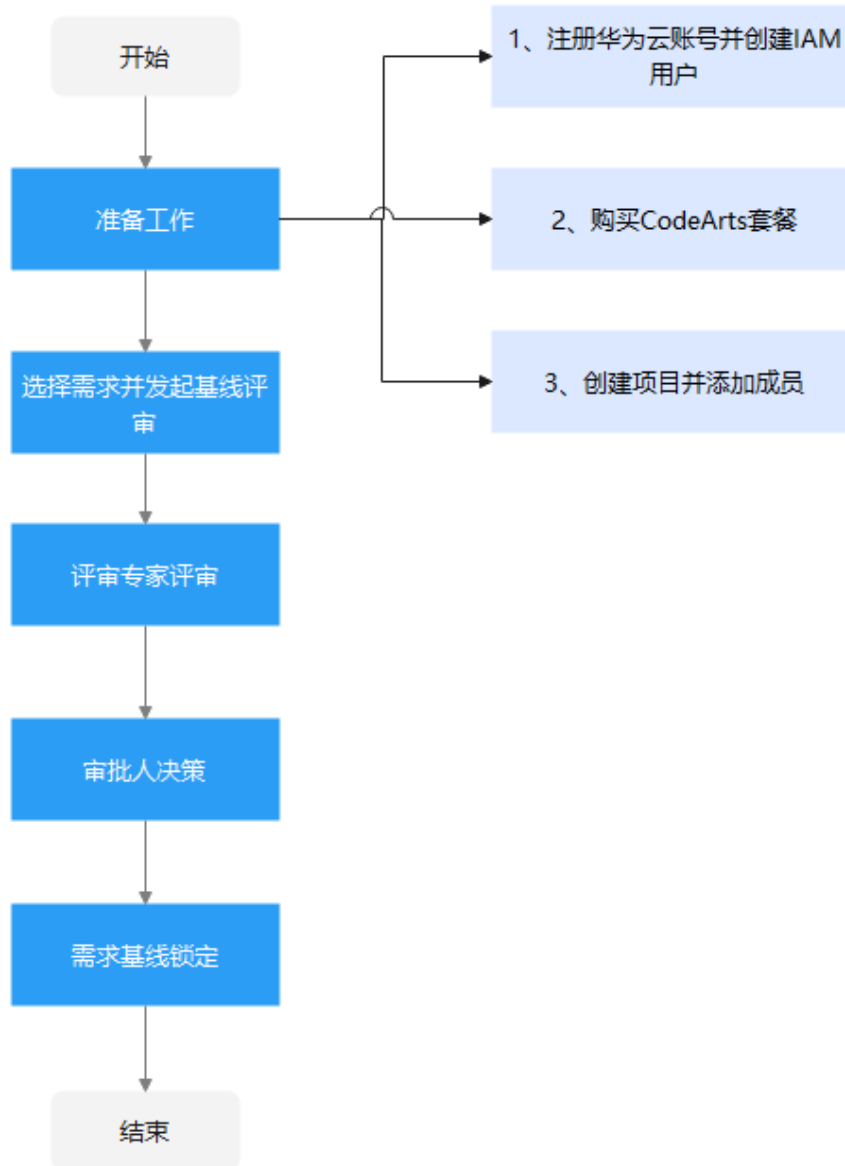 开始
1、注册华为云账号并创建IAM
用户
准备工作
2、购买CodeArts套餐
选择需求并发起基线评
审
3、创建项目并添加成员
评审专家评审
审批人决策
需求基线锁定
结束